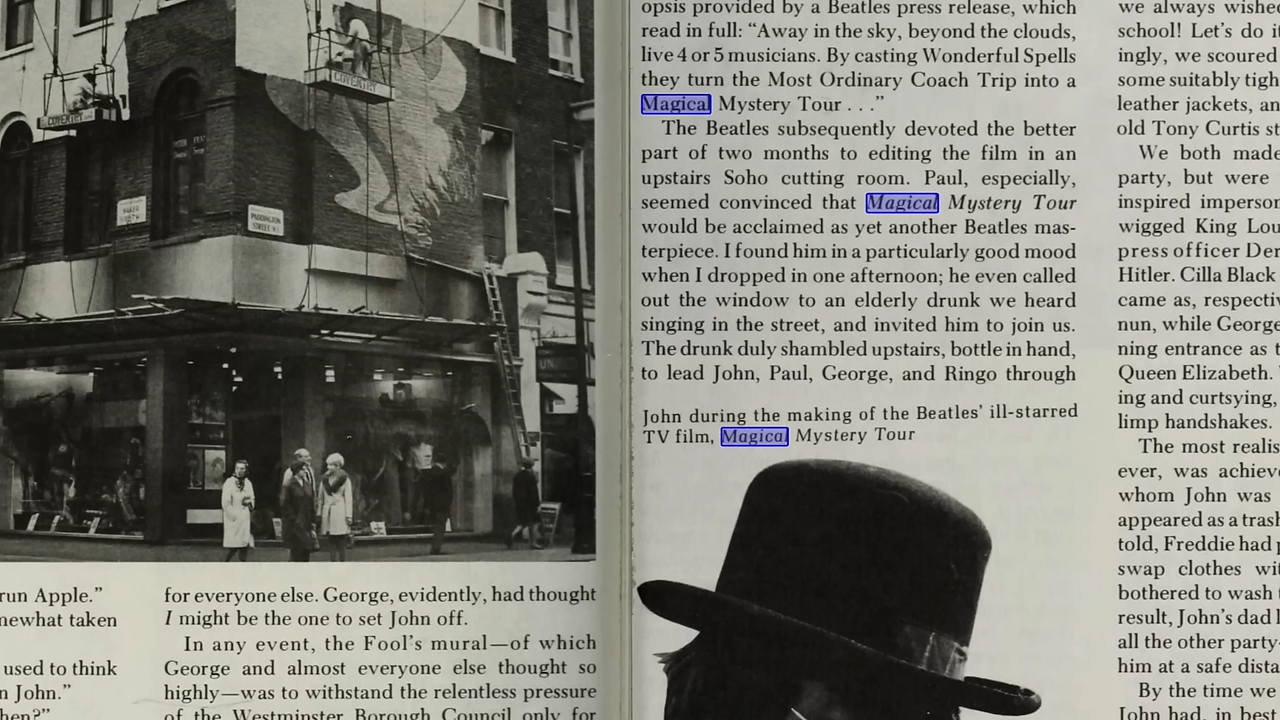 COVENTRY
COVENTRY
PADDINGTON
STREET W.1
run Apple."
newhat taken
used to think
n John."
hen?"
for everyone else. George, evidently, had thought
I might be the one to set John off.
In any event, the Fool's mural—of which
George and almost everyone else thought so
highly—was to withstand the relentless pressure
of the Westminster Borough Council only for
opsis provided by a Beatles press release, which
read in full: "Away in the sky, beyond the clouds,
live 4 or 5 musicians. By casting Wonderful Spells
they turn the Most Ordinary Coach Trip into a
Magical Mystery Tour . . ."
The Beatles subsequently devoted the better
part of two months to editing the film in an
upstairs Soho cutting room. Paul, especially,
seemed convinced that Magical Mystery Tour
would be acclaimed as yet another Beatles mas-
terpiece. I found him in a particularly good mood
when I dropped in one afternoon; he even called
out the window to an elderly drunk we heard
singing in the street, and invited him to join us.
The drunk duly shambled upstairs, bottle in hand,
to lead John, Paul, George, and Ringo through
John during the making of the Beatles' ill-starred
TV film, Magical Mystery Tour
we always wished
school! Let's do i
ingly, we scoured
some suitably tigh
leather jackets, an
old Tony Curtis s
We both made
party, but were
inspired imperson
wigged King Lou
press officer Der
Hitler. Cilla Black
came as, respectiv
nun, while George
ning entrance as t
Queen Elizabeth.
ing and curtsying,
limp handshakes.
The most realis
ever, was achieve
whom John was
appeared as a trash
told, Freddie had p
swap clothes wit
bothered to wash t
result, John's dad l
all the other party-
him at a safe dista
By the time we
John had, in best